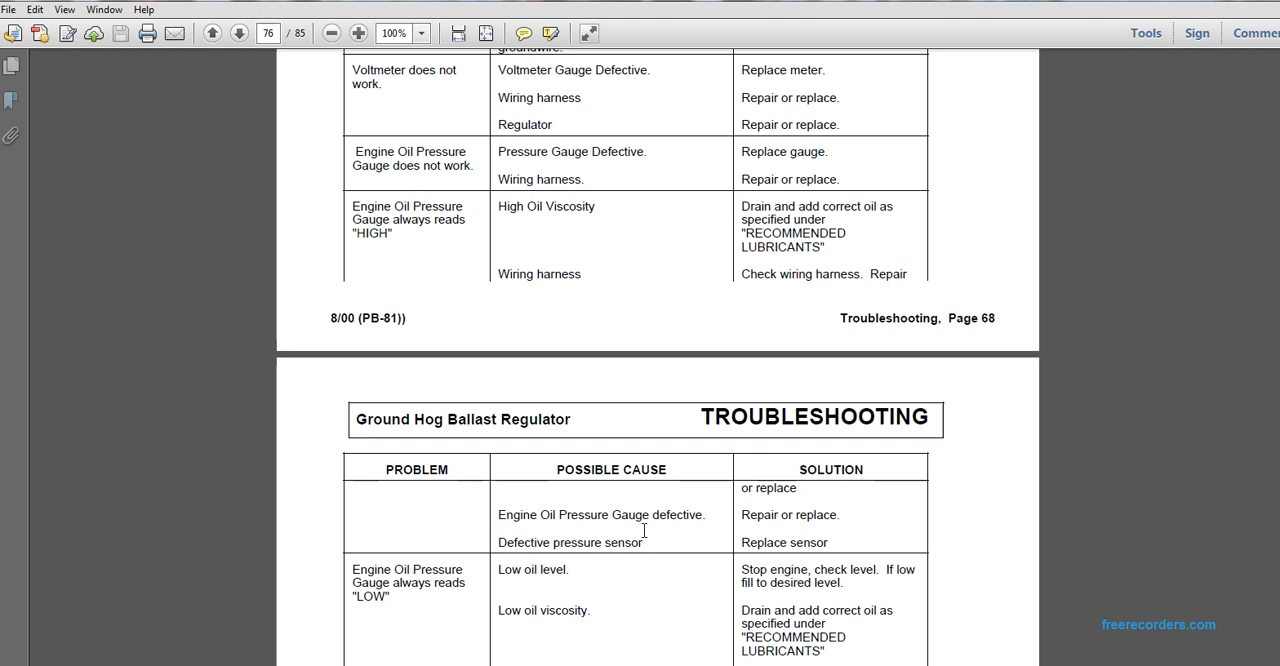 File Edit View Window Help
76 / 85 100% Tools Sign Comme
groundwire.
Voltmeter does not Voltmeter Gauge Defective. Replace meter.
work.
Wiring harness Repair or replace.
Regulator Repair or replace.
Engine Oil Pressure Pressure Gauge Defective. Replace gauge.
Gauge does not work.
Wiring harness. Repair or replace.
Engine Oil Pressure High Oil Viscosity Drain and add correct oil as
Gauge always reads specified under
"HIGH" "RECOMMENDED
LUBRICANTS"
Wiring harness Check wiring harness. Repair
8/00 (PB-81)) Troubleshooting, Page 68
Ground Hog Ballast Regulator TROUBLESHOOTING
PROBLEM POSSIBLE CAUSE SOLUTION
or replace
Engine Oil Pressure Gauge defective. Repair or replace.
Defective pressure sensor Replace sensor
Engine Oil Pressure Low oil level. Stop engine, check level. If low
Gauge always reads fill to desired level.
"LOW"
Low oil viscosity. Drain and add correct oil as
specified under
"RECOMMENDED
LUBRICANTS"
freerecorders.com